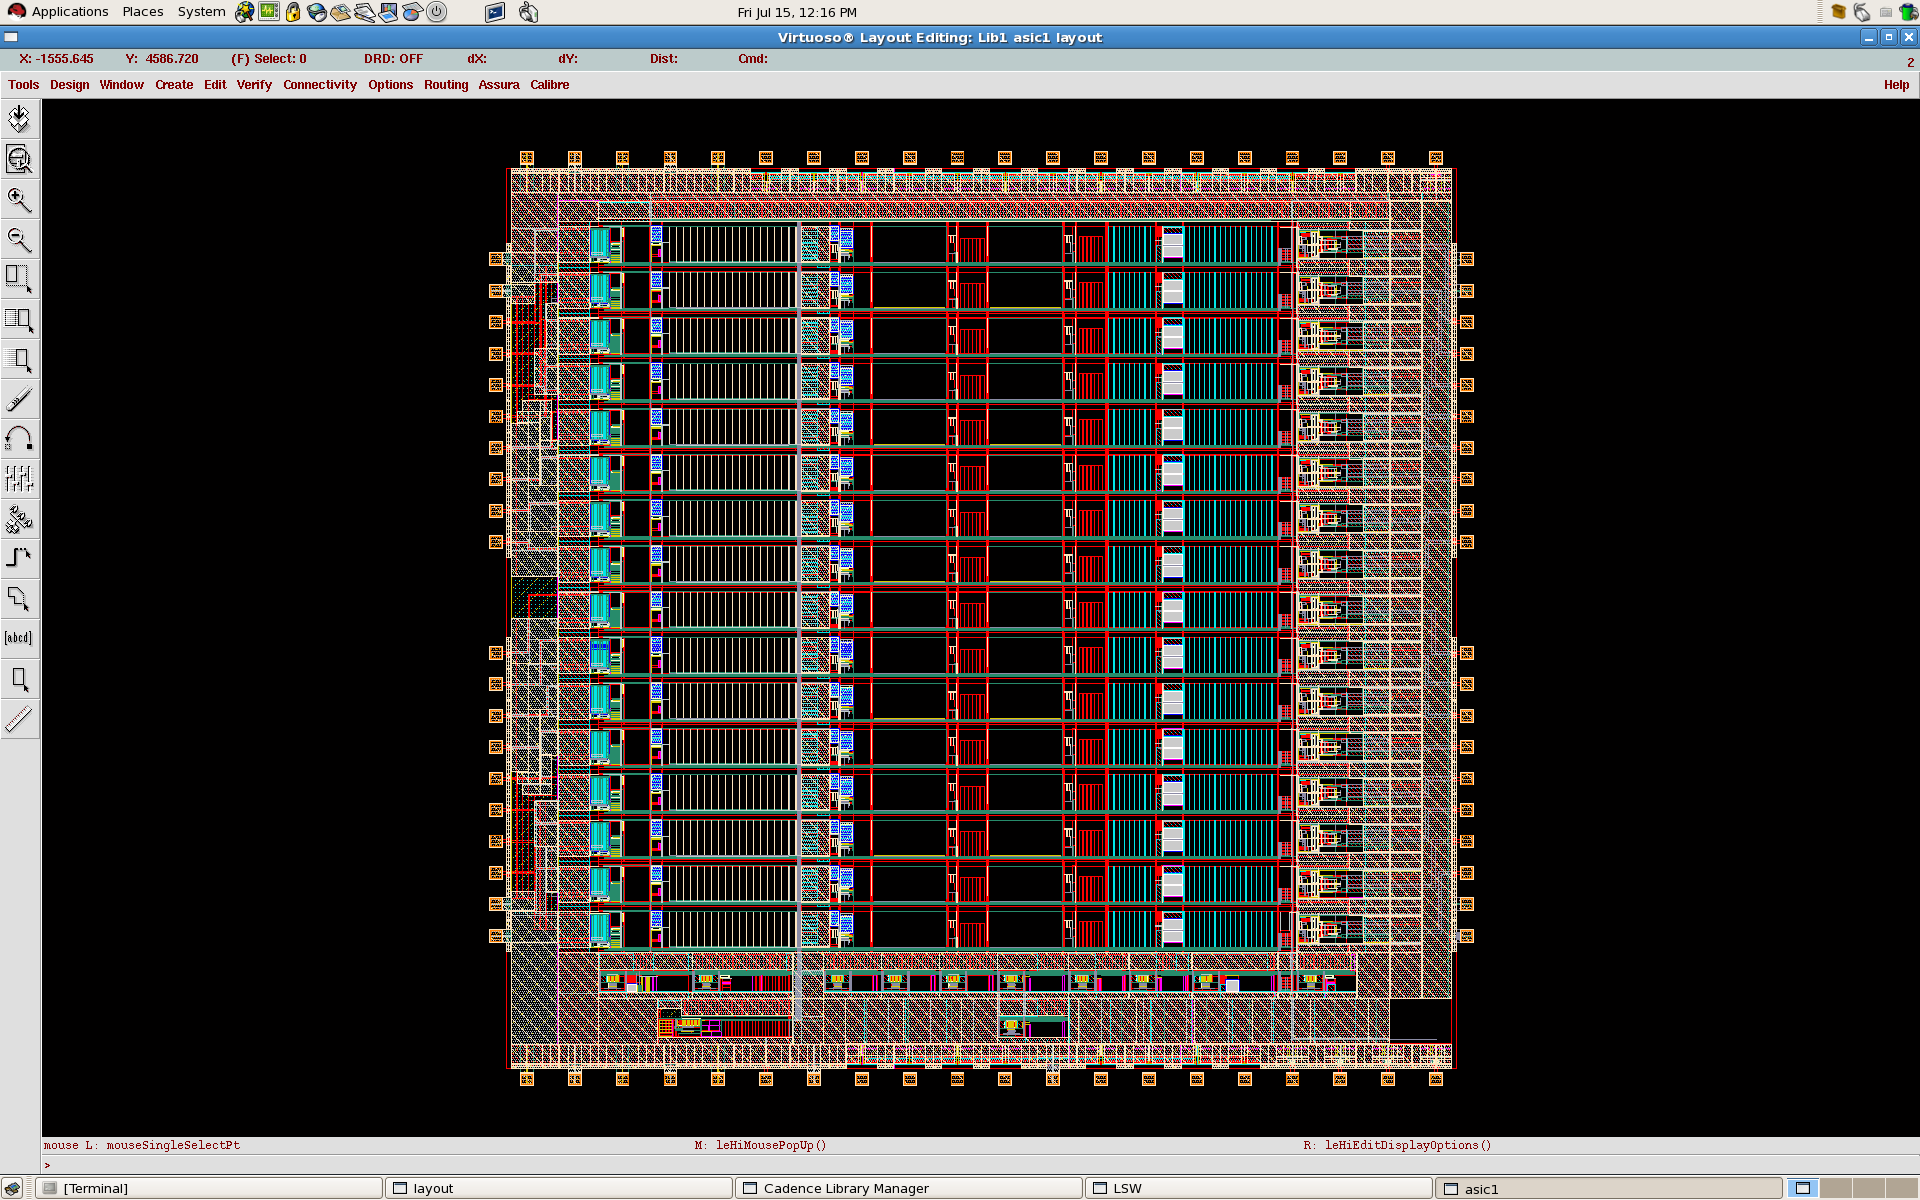 Applications Places System Fri Jul 15, 12:16 PM
Virtuoso® Layout Editing: Lib1 asic1 layout
X: -1555.645 Y: 4586.720 (F) Select: 0 DRD: OFF dX: dY: Dist: Cmd: 2
Tools Design Window Create Edit Verify Connectivity Options Routing Assura Calibre Help
[abcd]
mouse L: mouseSingleSelectPt M: leHiMousePopUp() R: leHiEditDisplayOptions()
>
[Terminal] layout Cadence Library Manager LSW asic1